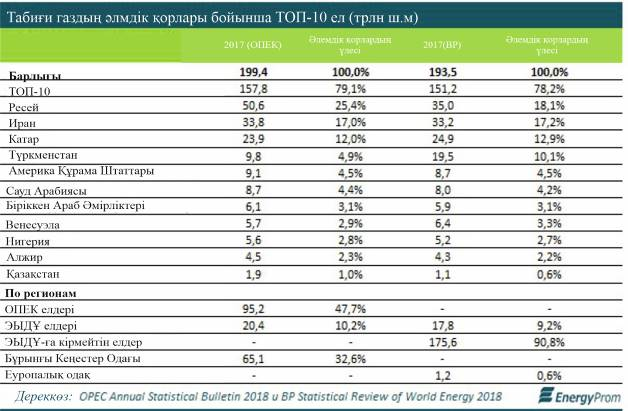 Табиғи газдың әлмдік қорлары бойынша ТОП-10 ел (трлн ш.м)
2017 (ОПЕК) Әлемдік қорлардың үлесі 2017(BP) Әлемдік қорлардың үлесі
Барлығы 199,4 100,0% 193,5 100,0%
ТОП-10 157,8 79,1% 151,2 78,2%
Ресей 50,6 25,4% 35,0 18,1%
Иран 33,8 17,0% 33,2 17,2%
Катар 23,9 12,0% 24,9 12,9%
Түркменстан 9,8 4,9% 19,5 10,1%
Америка Құрама Штаттары 9,1 4,5% 8,7 4,5%
Сауд Арабиясы 8,7 4,4% 8,0 4,2%
Біріккен Араб Әмірліктері 6,1 3,1% 5,9 3,1%
Венесуэла 5,7 2,9% 6,4 3,3%
Нигерия 5,6 2,8% 5,2 2,7%
Алжир 4,5 2,3% 4,3 2,2%
Қазақстан 1,9 1,0% 1,1 0,6%
По регионам
ОПЕК елдері 95,2 47,7% - -
ЭЫДҰ елдері 20,4 10,2% 17,8 9,2%
ЭЫДҰ-ға кірмейтін елдер - - 175,6 90,8%
Бұрынғы Кеңестер Одағы 65,1 32,6% - -
Еуропалық одақ - - 1,2 0,6%
Дереккөз: OPEC Annual Statistical Bulletin 2018 и BP Statistical Review of World Energy 2018 EnergyProm